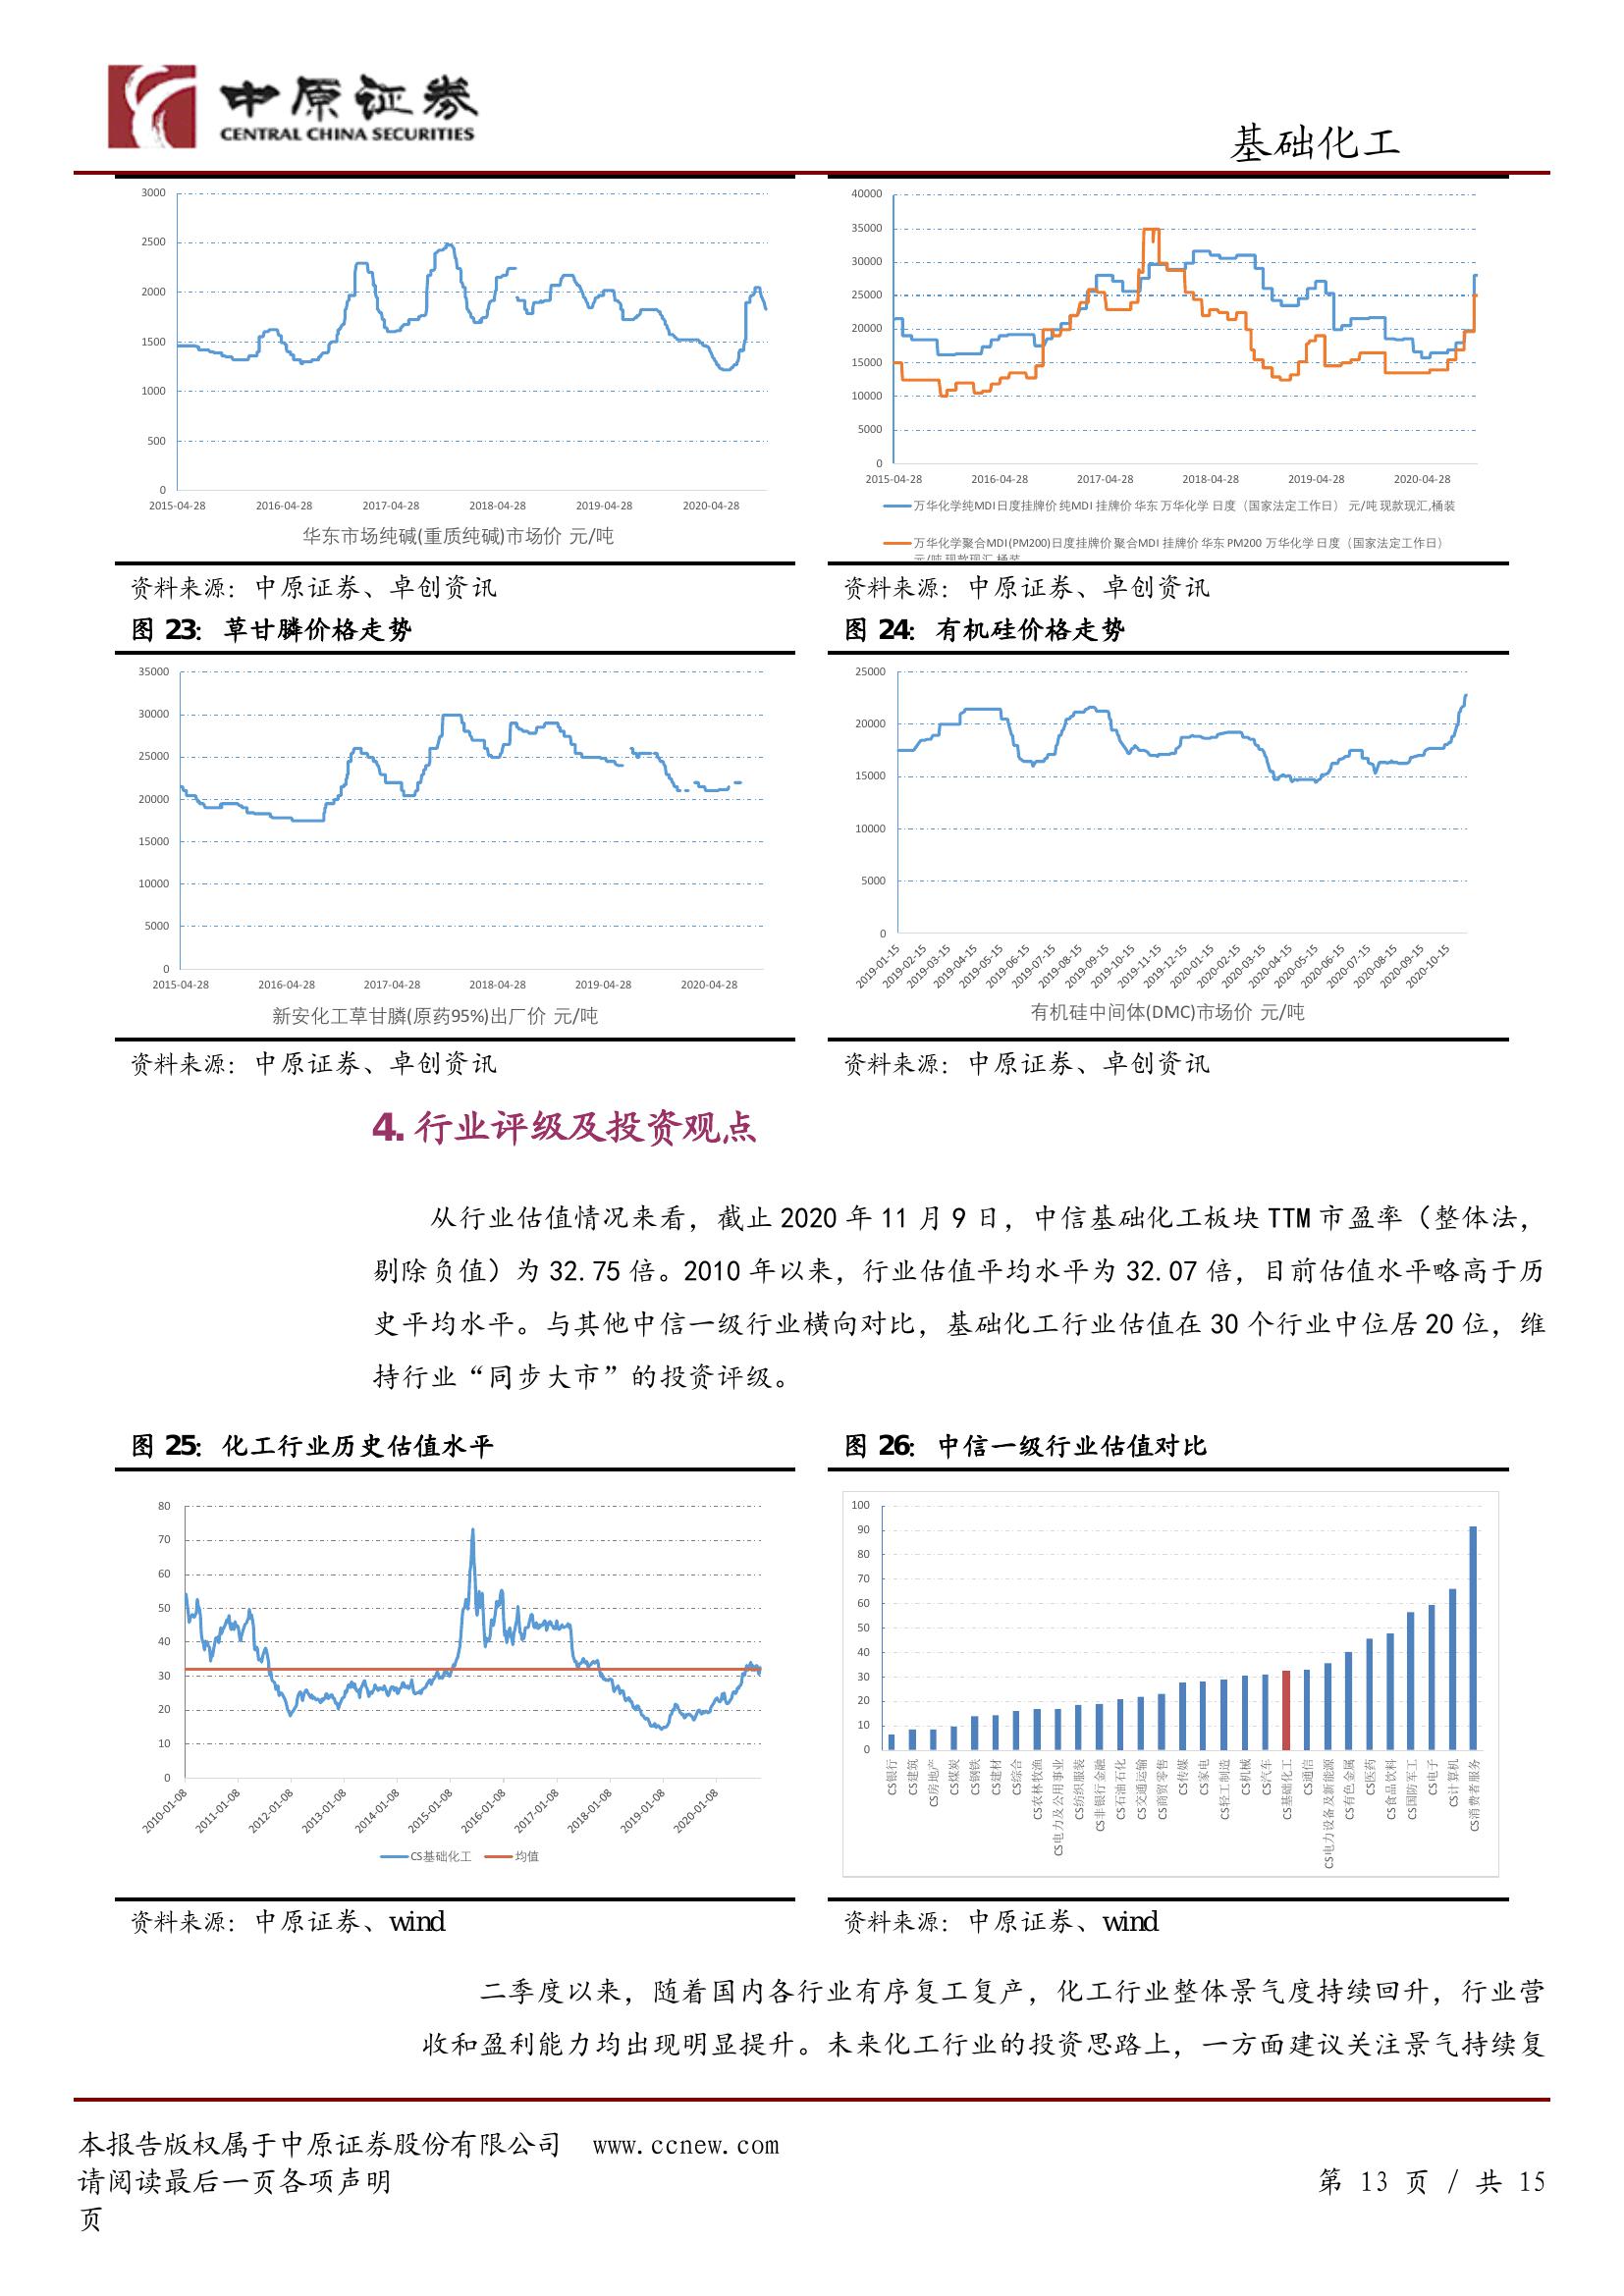 中原证券
CENTRAL CHINA SECURITIES
基础化工
3000
2500
2000
1500
1000
500
0
2015-04-28 2016-04-28 2017-04-28 2018-04-28 2019-04-28 2020-04-28
华东市场纯碱(重质纯碱)市场价 元/吨
40000
35000
30000
25000
20000
15000
10000
5000
0
2015-04-28 2016-04-28 2017-04-28 2018-04-28 2019-04-28 2020-04-28
万华化学纯MDI日度挂牌价 纯MDI 挂牌价 华东 万华化学 日度（国家法定工作日） 元/吨 现款现汇,桶装
万华化学聚合MDI(PM200)日度挂牌价 聚合MDI 挂牌价 华东 PM200 万华化学 日度（国家法定工作日）
元/吨 现款现汇 桶装
资料来源：中原证券、卓创资讯
资料来源：中原证券、卓创资讯
图 23：草甘膦价格走势
图 24：有机硅价格走势
35000
30000
25000
20000
15000
10000
5000
0
2015-04-28 2016-04-28 2017-04-28 2018-04-28 2019-04-28 2020-04-28
新安化工草甘膦(原药95%)出厂价 元/吨
25000
20000
15000
10000
5000
0
2019-01-15 2019-02-15 2019-03-15 2019-04-15 2019-05-15 2019-06-15 2019-07-15 2019-08-15 2019-09-15 2019-10-15 2019-11-15 2019-12-15 2020-01-15 2020-02-15 2020-03-15 2020-04-15 2020-05-15 2020-06-15 2020-07-15 2020-08-15 2020-09-15 2020-10-15
有机硅中间体(DMC)市场价 元/吨
资料来源：中原证券、卓创资讯
资料来源：中原证券、卓创资讯
4. 行业评级及投资观点
从行业估值情况来看，截止 2020 年 11 月 9 日，中信基础化工板块 TTM 市盈率（整体法，
剔除负值）为 32.75 倍。2010 年以来，行业估值平均水平为 32.07 倍，目前估值水平略高于历
史平均水平。与其他中信一级行业横向对比，基础化工行业估值在 30 个行业中位居 20 位，维
持行业“同步大市”的投资评级。
图 25：化工行业历史估值水平
图 26：中信一级行业估值对比
80
70
60
50
40
30
20
10
0
2010-01-08 2011-01-08 2012-01-08 2013-01-08 2014-01-08 2015-01-08 2016-01-08 2017-01-08 2018-01-08 2019-01-08 2020-01-08
CS基础化工 均值
100
90
80
70
60
50
40
30
20
10
0
CS银行 CS建筑 CS房地产 CS煤炭 CS钢铁 CS建材 CS综合 CS农林牧渔 CS电力及公用事业 CS纺织服装 CS非银行金融 CS石油石化 CS交通运输 CS商贸零售 CS传媒 CS家电 CS轻工制造 CS机械 CS汽车 CS基础化工 CS通信 CS电力设备及新能源 CS有色金属 CS医药 CS食品饮料 CS国防军工 CS电子 CS计算机 CS消费者服务
资料来源：中原证券、wind
资料来源：中原证券、wind
二季度以来，随着国内各行业有序复工复产，化工行业整体景气度持续回升，行业营
收和盈利能力均出现明显提升。未来化工行业的投资思路上，一方面建议关注景气持续复
本报告版权属于中原证券股份有限公司 www.ccnew.com
请阅读最后一页各项声明 第 13 页 / 共 15
页